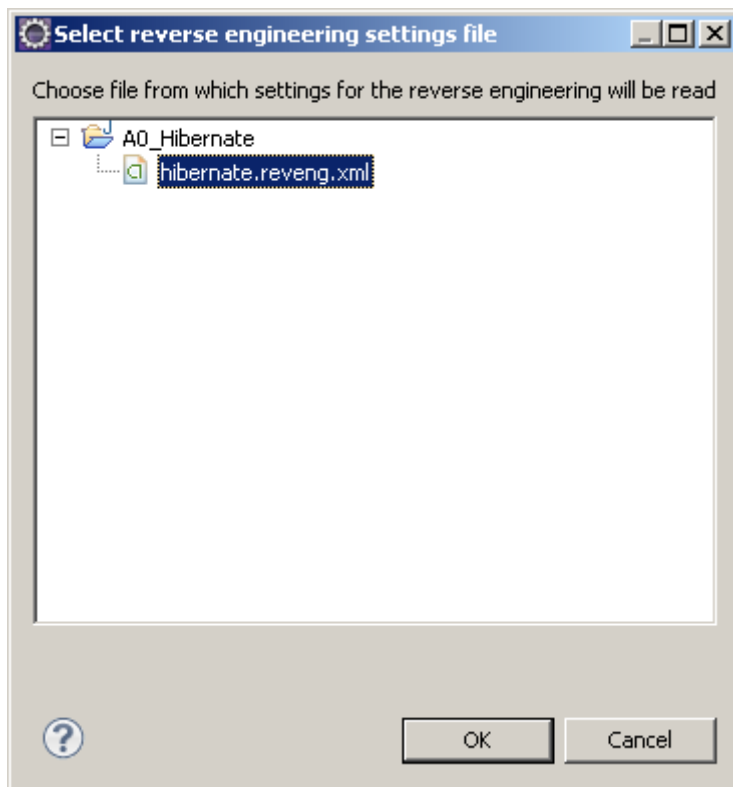 Select reverse engineering settings file
Choose file from which settings for the reverse engineering will be read
A0_Hibernate
hibernate.reveng.xml
?
OK Cancel